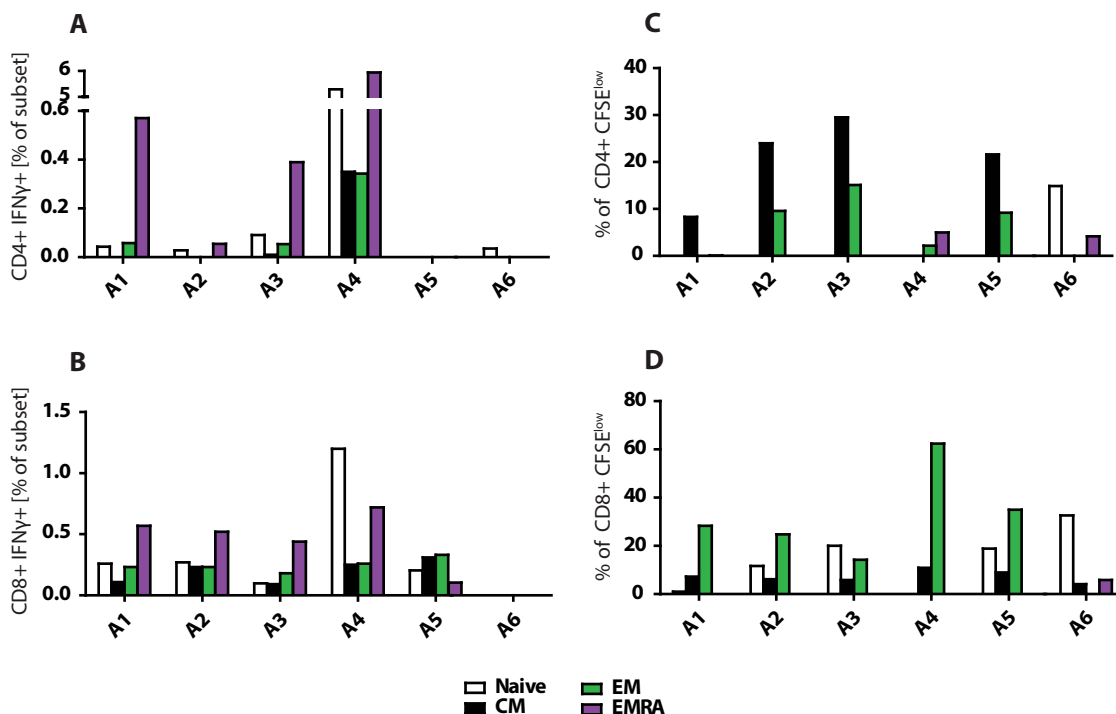 A
CD4+ IFNγ+ [% of subset]
6
5
0.6
0.4
0.2
0.0
A1 A2 A3 A4 A5 A6
C
% of CD4+ CFSElow
40
30
20
10
0
A1 A2 A3 A4 A5 A6
B
CD8+ IFNγ+ [% of subset]
1.5
1.0
0.5
0.0
A1 A2 A3 A4 A5 A6
D
% of CD8+ CFSElow
80
60
40
20
0
A1 A2 A3 A4 A5 A6
Naive EM
CM EMRA